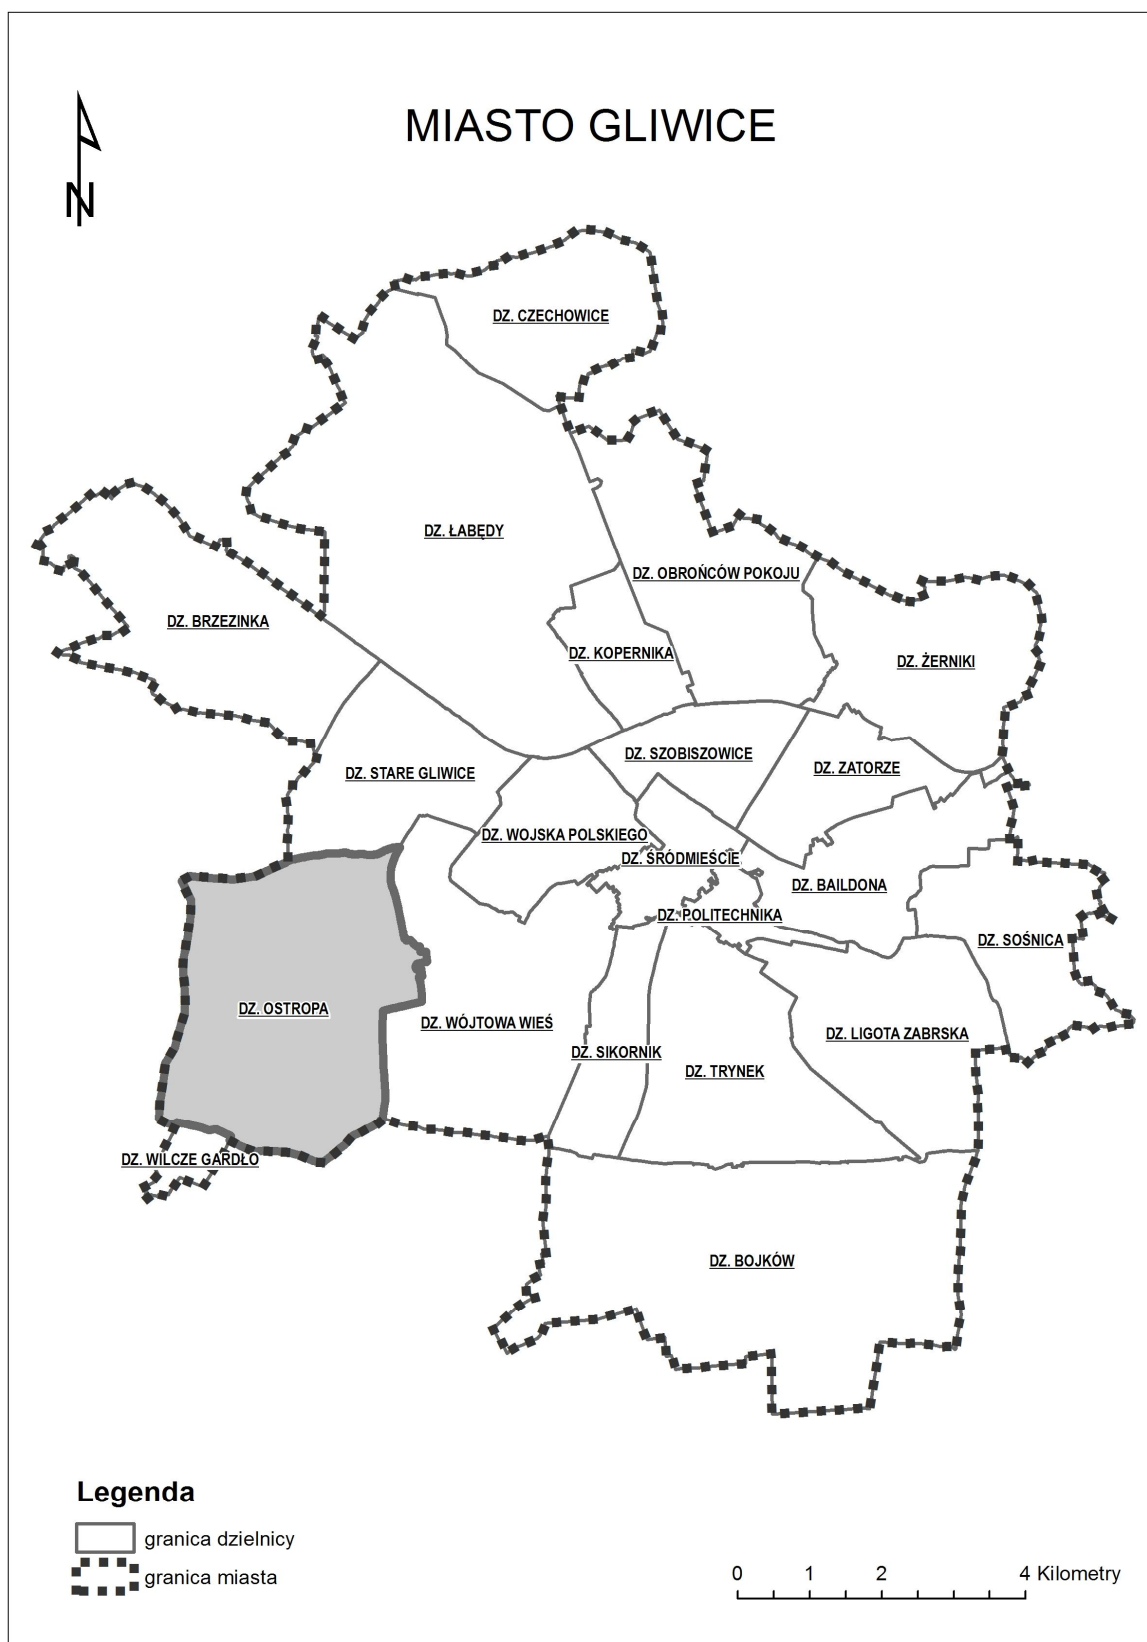 MIASTO GLIWICE
N
DZ. CZECHOWICE
DZ. ŁABĘDY
DZ. OBROŃCÓW POKOJU
DZ. BRZEZINKA
DZ. KOPERNIKA
DZ. ŻERNIKI
DZ. SZOBISZOWICE
DZ. ZATORZE
DZ. STARE GLIWICE
DZ. WOJSKA POLSKIEGO
DZ. ŚRÓDMIEŚCIE
DZ. BAILDONA
DZ. POLITECHNIKA
DZ. SOŚNICA
DZ. OSTROPA
DZ. WÓJTOWA WIEŚ
DZ. LIGOTA ZABRSKA
DZ. SIKORNIK
DZ. TRYNEK
DZ. WILCZE GARDŁO
DZ. BOJKÓW
Legenda
granica dzielnicy
granica miasta
0 1 2 4 Kilometry